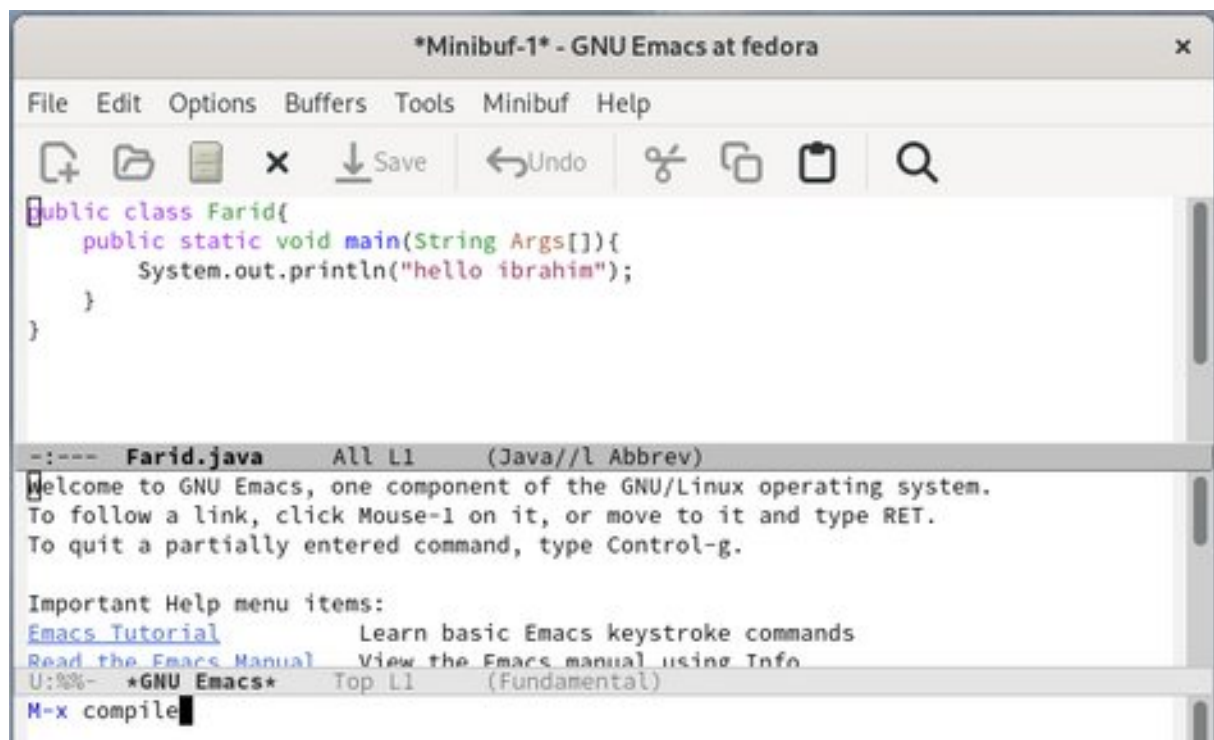 *Minibuf-1* - GNU Emacs at fedora ×
File Edit Options Buffers Tools Minibuf Help
Save Undo
public class Farid{
    public static void main(String Args[]){
        System.out.println("hello ibrahim");
    }
}
-:--- Farid.java All L1 (Java//l Abbrev)
Welcome to GNU Emacs, one component of the GNU/Linux operating system.
To follow a link, click Mouse-1 on it, or move to it and type RET.
To quit a partially entered command, type Control-g.
Important Help menu items:
Emacs Tutorial Learn basic Emacs keystroke commands
Read the Emacs Manual View the Emacs manual using Info
U:%%- *GNU Emacs* Top L1 (Fundamental)
M-x compile